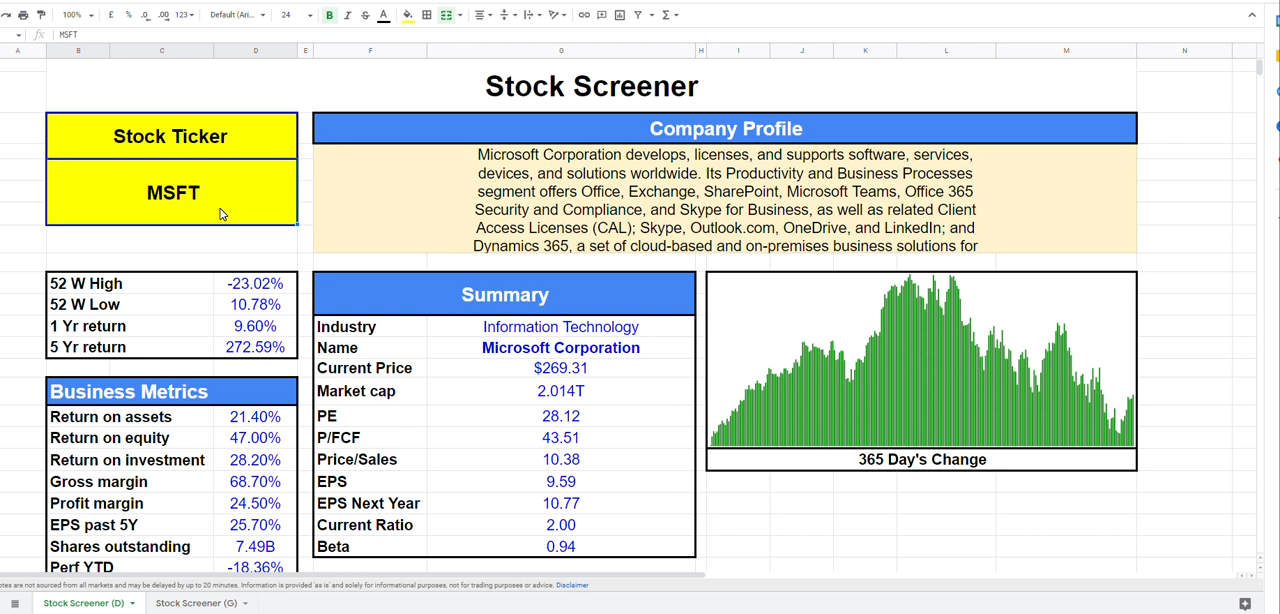 100%
£
%
.0
.00
123
Default (Ari...
24
B
I
S
A
Σ
fx
MSFT
A
B
C
D
E
F
G
H
I
J
K
L
M
N
Stock Screener
Stock Ticker
MSFT
Company Profile
Microsoft Corporation develops, licenses, and supports software, services,
devices, and solutions worldwide. Its Productivity and Business Processes
segment offers Office, Exchange, SharePoint, Microsoft Teams, Office 365
Security and Compliance, and Skype for Business, as well as related Client
Access Licenses (CAL); Skype, Outlook.com, OneDrive, and LinkedIn; and
Dynamics 365, a set of cloud-based and on-premises business solutions for
52 W High -23.02%
52 W Low 10.78%
1 Yr return 9.60%
5 Yr return 272.59%
Business Metrics
Return on assets 21.40%
Return on equity 47.00%
Return on investment 28.20%
Gross margin 68.70%
Profit margin 24.50%
EPS past 5Y 25.70%
Shares outstanding 7.49B
Perf YTD -18.36%
Summary
Industry Information Technology
Name Microsoft Corporation
Current Price $269.31
Market cap 2.014T
PE 28.12
P/FCF 43.51
Price/Sales 10.38
EPS 9.59
EPS Next Year 10.77
Current Ratio 2.00
Beta 0.94
365 Day's Change
otes are not sourced from all markets and may be delayed by up to 20 minutes. Information is provided 'as is' and solely for informational purposes, not for trading purposes or advice. Disclaimer
Stock Screener (D)
Stock Screener (G)